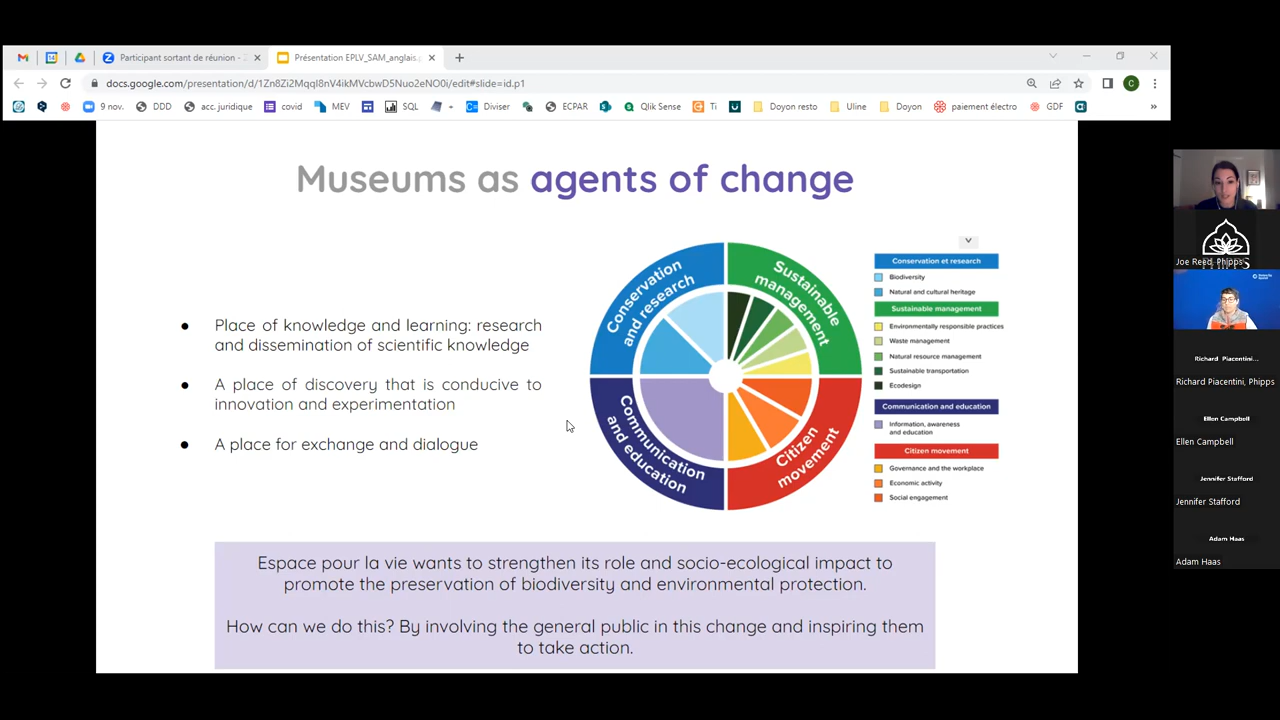 Participant sortant de réunion - Z
Présentation EPLV_SAM_anglais.
docs.google.com/presentation/d/1Zn8Zi2MqqI8nV4ikMVcbwD5Nuo2eNO0i/edit#slide=id.p1
9 nov.
DDD
acc. juridique
covid
MEV
SQL
Diviser
ECPAR
Qlik Sense
Ti
Doyon resto
Uline
Doyon
paiement électro
GDF
Museums as agents of change
● Place of knowledge and learning: research
and dissemination of scientific knowledge
● A place of discovery that is conducive to
innovation and experimentation
● A place for exchange and dialogue
Conservation
and research
Sustainable
management
Communication
and education
Citizen
movement
Conservation et research
Biodiversity
Natural and cultural heritage
Sustainable management
Environmentally responsible practices
Waste management
Natural resource management
Sustainable transportation
Ecodesign
Communication and education
Information, awareness
and education
Citizen movement
Governance and the workplace
Economic activity
Social engagement
Espace pour la vie wants to strengthen its role and socio-ecological impact to
promote the preservation of biodiversity and environmental protection.
How can we do this? By involving the general public in this change and inspiring them
to take action.
Joe Reed, Phipps
Richard Piacentini...
Richard Piacentini, Phipps
Ellen Campbell
Ellen Campbell
Jennifer Stafford
Jennifer Stafford
Adam Haas
Adam Haas